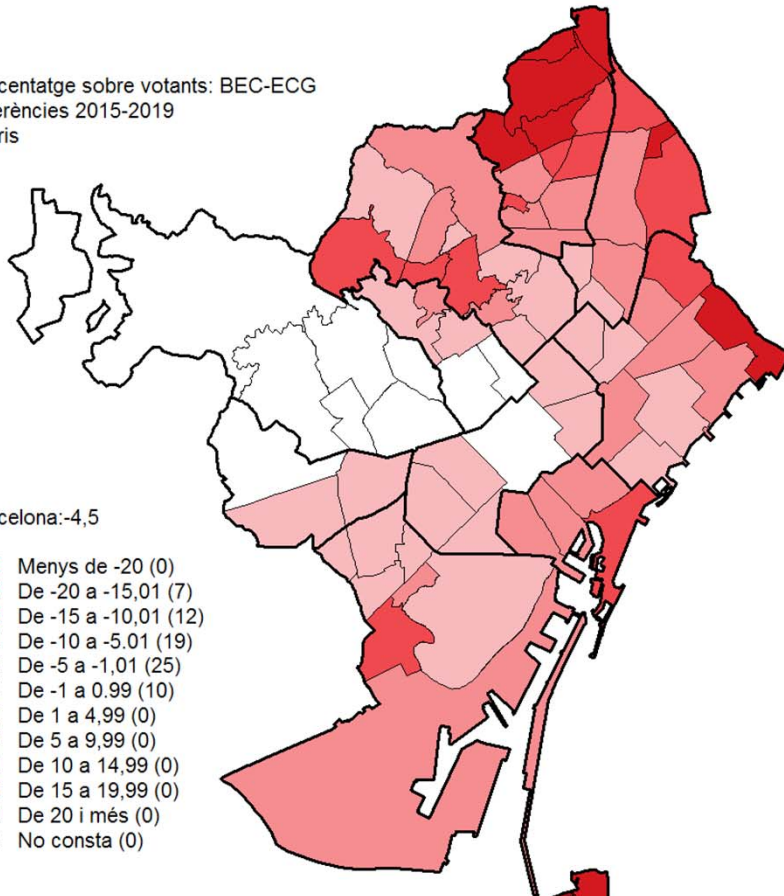 centatge sobre votants: BEC-ECG
erències 2015-2019
ris
celona:-4,5
Menys de -20 (0)
De -20 a -15,01 (7)
De -15 a -10,01 (12)
De -10 a -5.01 (19)
De -5 a -1,01 (25)
De -1 a 0.99 (10)
De 1 a 4,99 (0)
De 5 a 9,99 (0)
De 10 a 14,99 (0)
De 15 a 19,99 (0)
De 20 i més (0)
No consta (0)